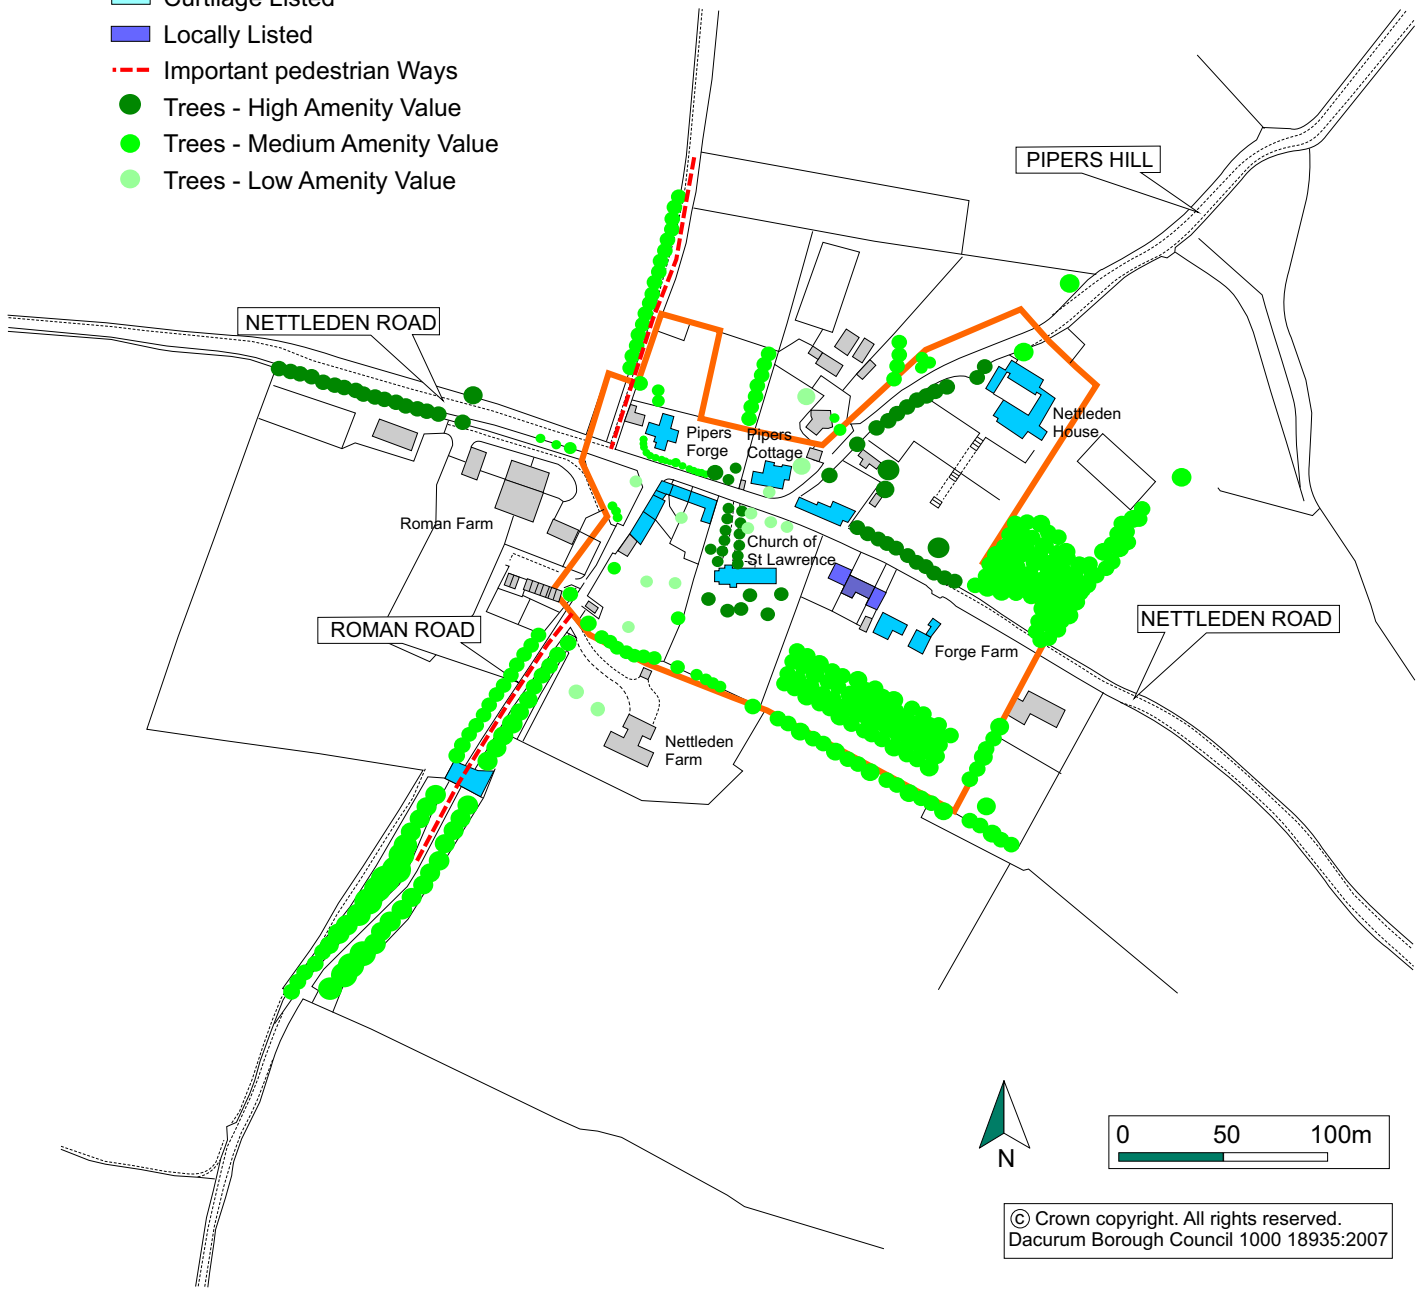 Curtilage Listed
Locally Listed
Important pedestrian Ways
Trees - High Amenity Value
Trees - Medium Amenity Value
Trees - Low Amenity Value
PIPERS HILL
NETTLEDEN ROAD
Nettleden
House
Pipers
Forge
Pipers
Cottage
Roman Farm
Church of
St Lawrence
ROMAN ROAD
NETTLEDEN ROAD
Forge Farm
Nettleden
Farm
N
0 50 100m
© Crown copyright. All rights reserved.
Dacurum Borough Council 1000 18935:2007